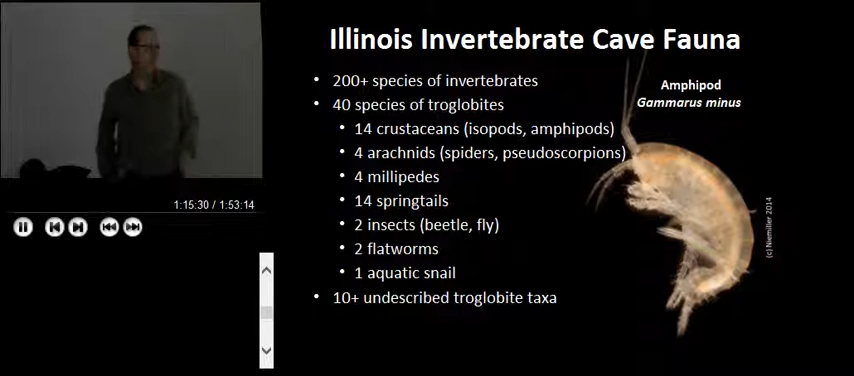 Illinois Invertebrate Cave Fauna
• 200+ species of invertebrates
• 40 species of troglobites
• 14 crustaceans (isopods, amphipods)
• 4 arachnids (spiders, pseudoscorpions)
• 4 millipedes
• 14 springtails
• 2 insects (beetle, fly)
• 2 flatworms
• 1 aquatic snail
• 10+ undescribed troglobite taxa
Amphipod
Gammarus minus
(c) Niemiller 2014
1:15:30 / 1:53:14